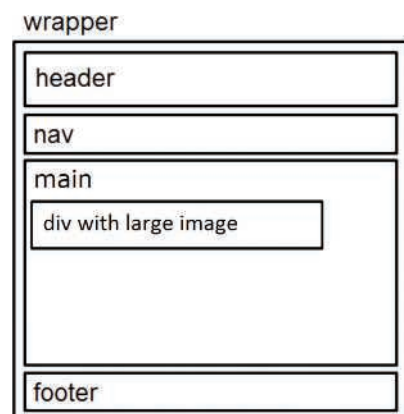 wrapper
header
nav
main
div with large image
footer